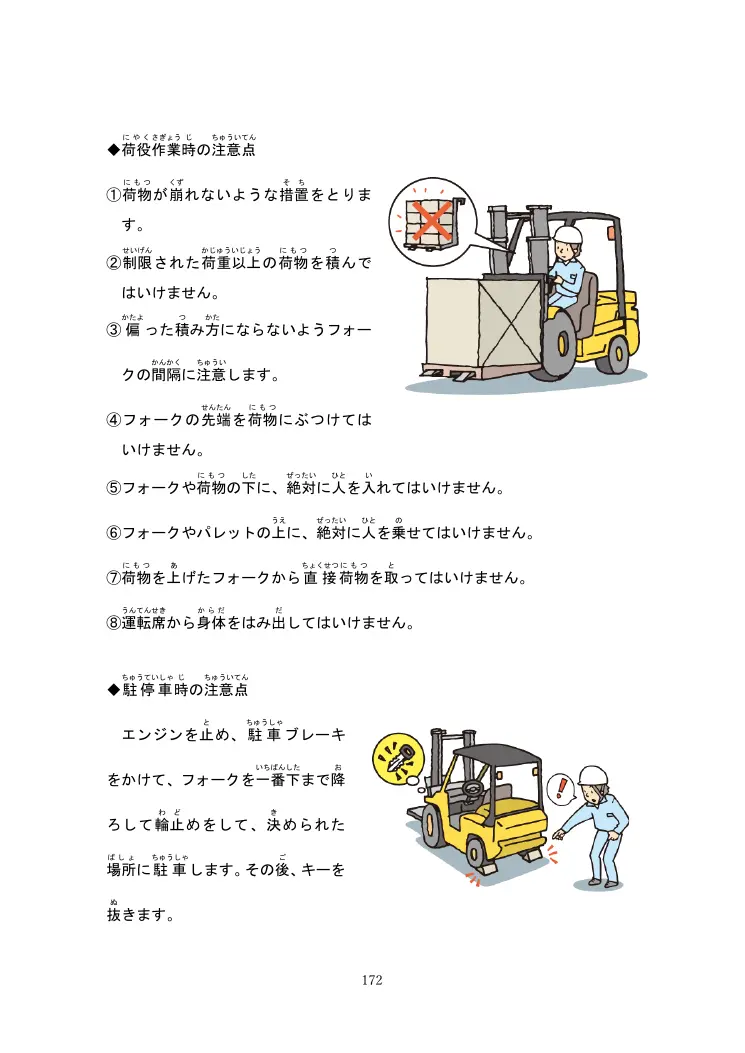 ◆荷役作業時の注意点
①荷物が崩れないような措置をとりま
す。
②制限された荷重以上の荷物を積んで
はいけません。
③偏った積み方にならないようフォー
クの間隔に注意します。
④フォークの先端を荷物にぶつけては
いけません。
⑤フォークや荷物の下に、絶対に人を入れてはいけません。
⑥フォークやパレットの上に、絶対に人を乗せてはいけません。
⑦荷物を上げたフォークから直接荷物を取ってはいけません。
⑧運転席から身体をはみ出してはいけません。
◆駐停車時の注意点
エンジンを止め、駐車ブレーキ
をかけて、フォークを一番下まで降
ろして輪止めをして、決められた
場所に駐車します。その後、キーを
抜きます。
172